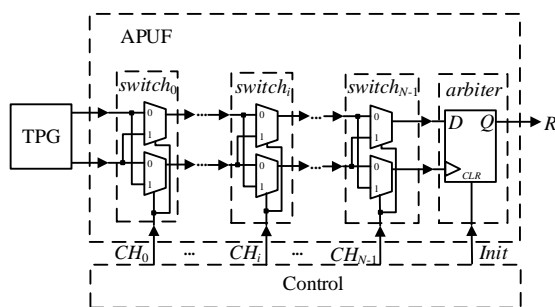 APUF
switch0 switchi switchN-1 arbiter
TPG
0 1 0 1 0 1
0 1 0 1 0 1
... ... ... ...
D Q R
CLR
CH0 ... CHi ... CHN-1 Init
Control